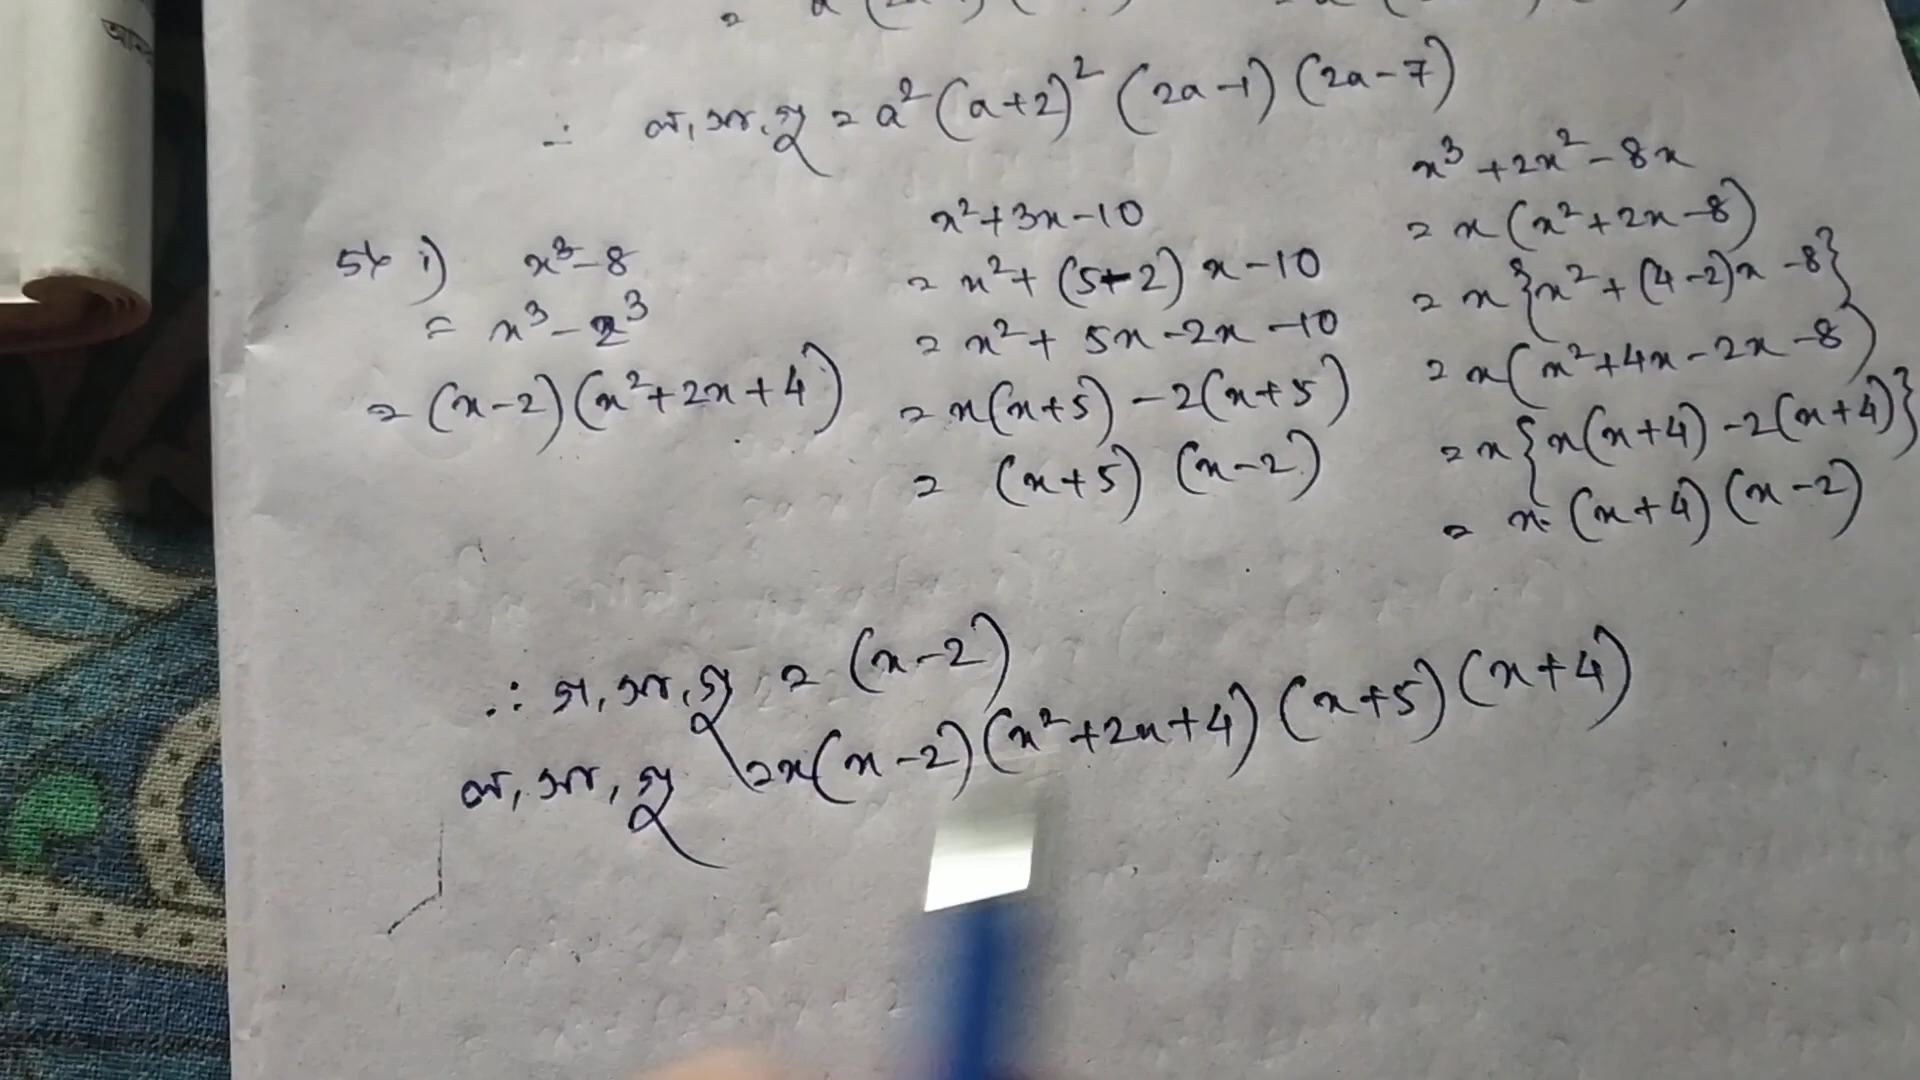 ∴ ল,সা,গু = a²(a+2)² (2a-1) (2a-7)
5× i) x³-8
= x³-2³
= (x-2)(x²+2x+4)
x²+3x-10
= x²+ (5-2) x-10
= x²+ 5x-2x-10
= x(x+5) -2(x+5)
= (x+5) (x-2)
x³+2x²-8x
= x(x²+2x-8)
= x{x²+(4-2)x-8}
= x(x²+4x-2x-8)
= x{x(x+4)-2(x+4)}
= x(x+4)(x-2)
∴ গ,সা,গু = (x-2)
ল,সা,গু = x(x-2)(x²+2x+4)(x+5)(x+4)